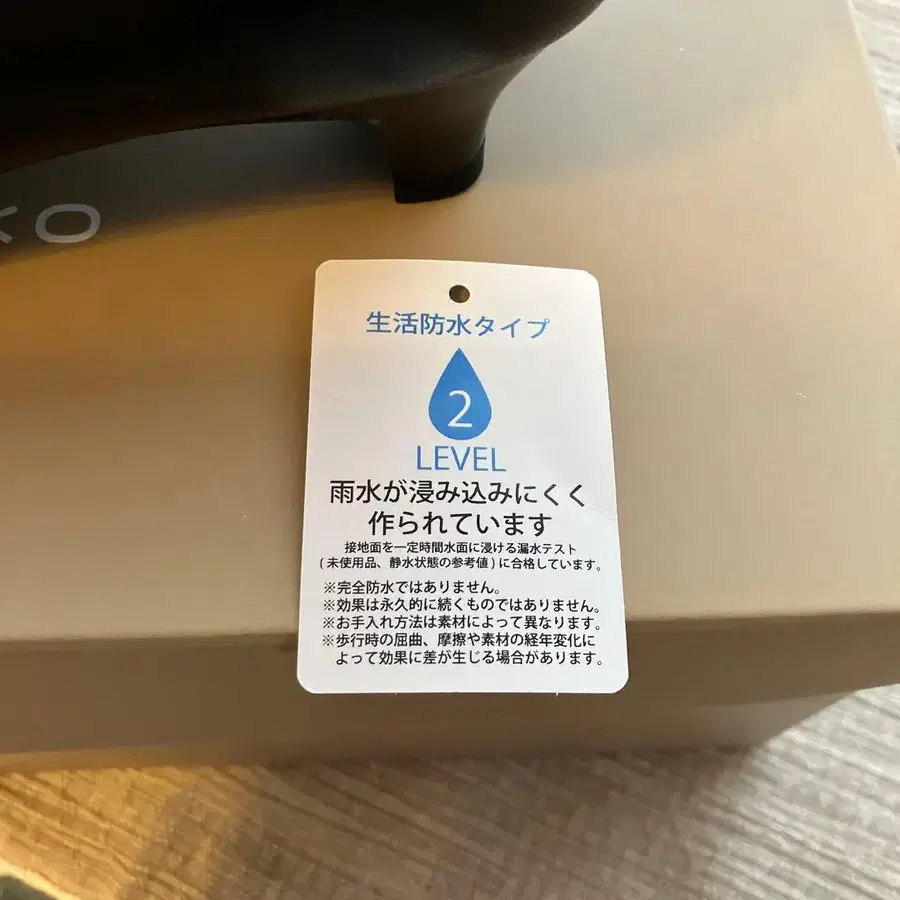 KO
生活防水タイプ
2
LEVEL
雨水が浸み込みにくく
作られています
接地面を一定時間水面に浸ける漏水テスト
(未使用品、静水状態の参考値)に合格しています。
※完全防水ではありません。
※効果は永久的に続くものではありません。
※お手入れ方法は素材によって異なります。
※歩行時の屈曲、摩擦や素材の経年変化に
よって効果に差が生じる場合があります。